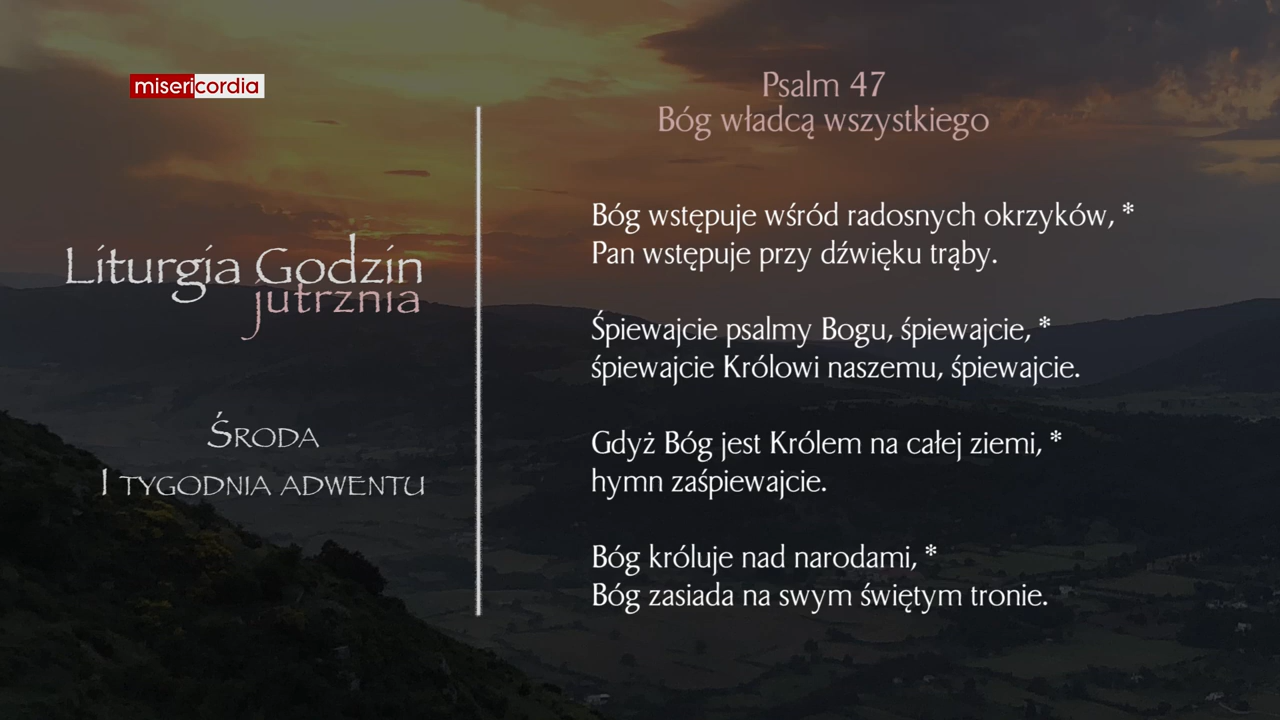 misericordia
Liturgia Godzin
jutrznia
Środa
I tygodnia adwentu
Psalm 47
Bóg władcą wszystkiego
Bóg wstępuje wśród radosnych okrzyków, *
Pan wstępuje przy dźwięku trąby.
Śpiewajcie psalmy Bogu, śpiewajcie, *
śpiewajcie Królowi naszemu, śpiewajcie.
Gdyż Bóg jest Królem na całej ziemi, *
hymn zaśpiewajcie.
Bóg króluje nad narodami, *
Bóg zasiada na swym świętym tronie.